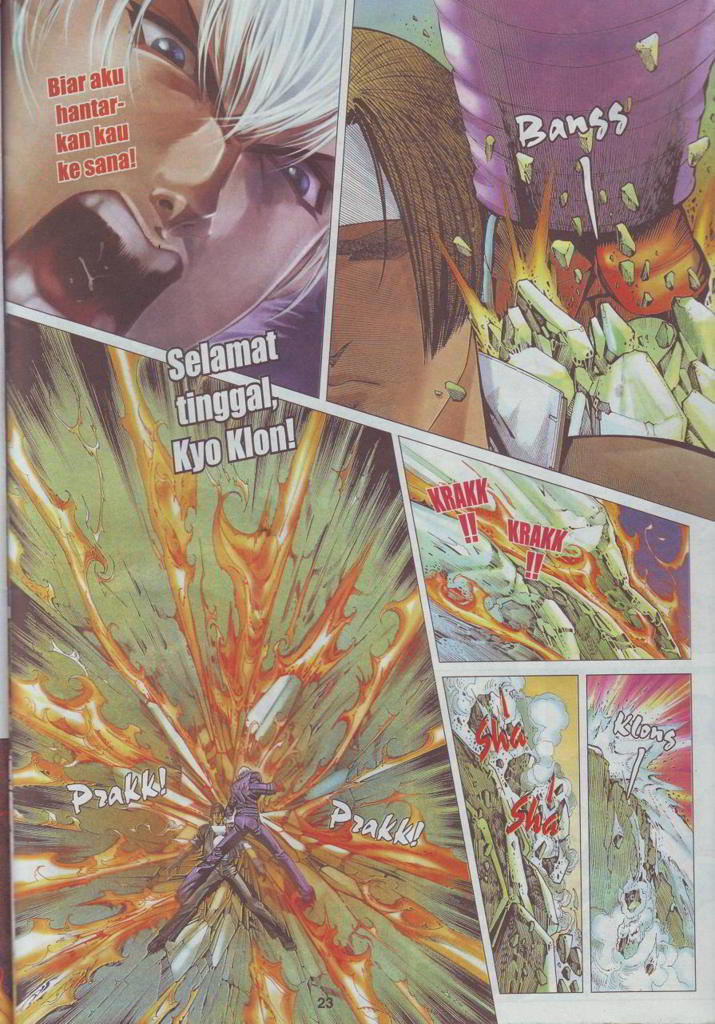 Biar aku
hantar-
kan kau
ke sana!
Bangg
Selamat
tinggal,
Kyo Klon!
KRAKK
!!
KRAKK
!!
Prakk!
Prakk!
Sha
Sha
Klong
23